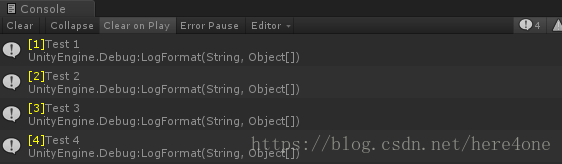 Console
Clear Collapse Clear on Play Error Pause Editor 4
[1]Test 1
UnityEngine.Debug:LogFormat(String, Object[])
[2]Test 2
UnityEngine.Debug:LogFormat(String, Object[])
[3]Test 3
UnityEngine.Debug:LogFormat(String, Object[])
[4]Test 4
UnityEngine.Debug:LogFormat(String, Object[])
https://blog.csdn.net/here4one